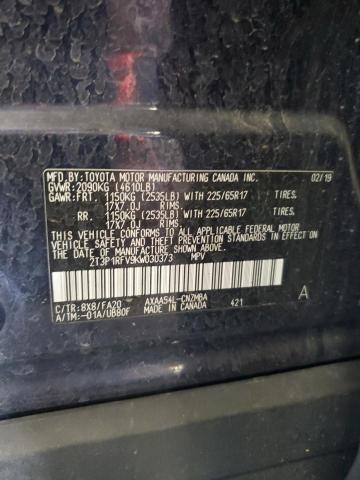 MFD.BY:TOYOTA MOTOR MANUFACTURING CANADA INC. 02/19
GVWR:2090KG (4610LB)
GAWR:FRT. 1150KG (2535LB) WITH 225/65R17 TIRES.
17X7.0J RIMS.
RR. 1150KG (2535LB) WITH 225/65R17 TIRES.
17X7.0J RIMS.
THIS VEHICLE CONFORMS TO ALL APPLICABLE FEDERAL MOTOR
VEHICLE SAFETY AND THEFT PREVENTION STANDARDS IN EFFECT ON THE
DATE OF MANUFACTURE SHOWN ABOVE.
2T3P1RFV9KW030373 MPV
C/TR:8X8/FA20 AXAA54L-CNZMBA
A/TM:-01A/UB80F MADE IN CANADA 421
A